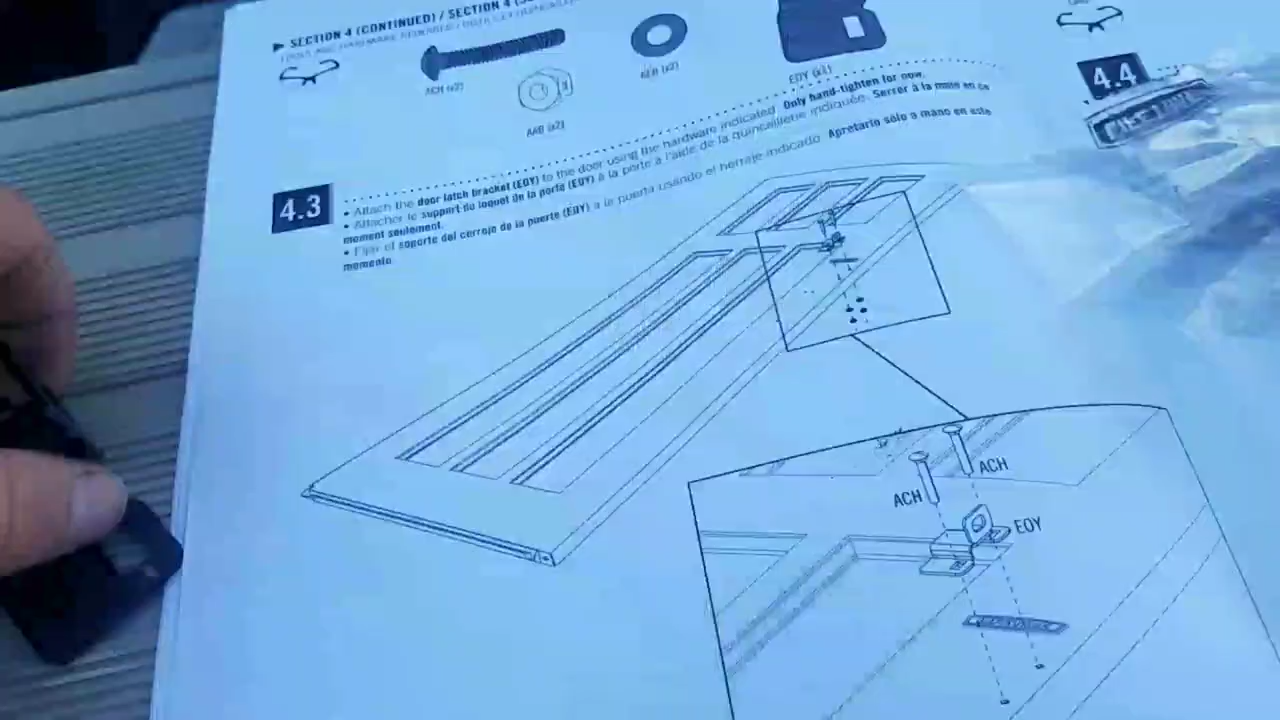 ► SECTION 4 (CONTINUED) / SECTION 4
ACH (x2)
AAB (x2)
EOY (x1)
4.3
• Attach the door latch bracket (EOY) to the door using the hardware indicated. Only hand-tighten for now.
• Attacher le support du loquet de la porte (EOY) à la porte à l'aide de la quincaillerie indiquée. Serrer à la main en ce
moment seulement.
• Fijar el soporte del cerrojo de la puerte (EOY) a la puerta usando el herraje indicado. Apretarlo sólo a mano en este
momento.
4.4
LIFETIME
ACH
ACH
EOY